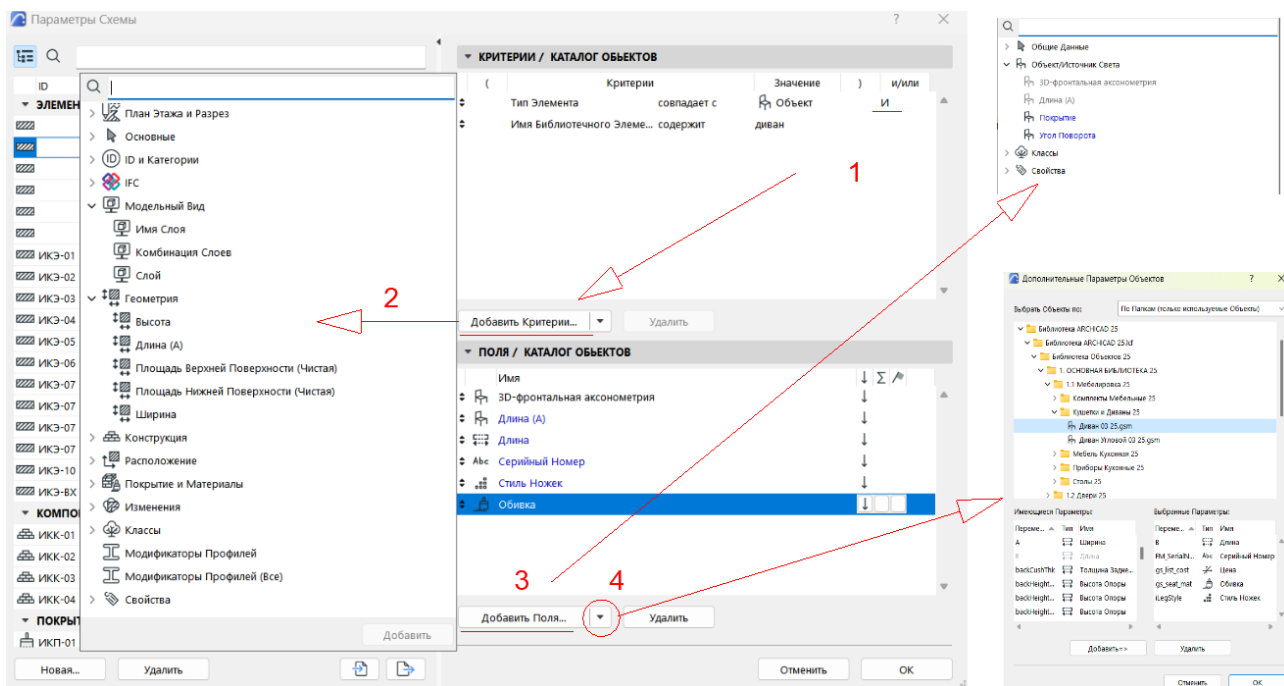 Параметры Схемы
?
ID
ЭЛЕМЕН
ИКЭ-01
ИКЭ-02
ИКЭ-03
ИКЭ-04
ИКЭ-05
ИКЭ-06
ИКЭ-07
ИКЭ-07
ИКЭ-07
ИКЭ-07
ИКЭ-10
ИКЭ-ВХ
КОМПО
ИКК-01
ИКК-02
ИКК-03
ИКК-04
ПОКРЫТ
ИКП-01
Новая...
Удалить
План Этажа и Разрез
Основные
ID и Категории
IFC
Модельный Вид
Имя Слоя
Комбинация Слоев
Слой
Геометрия
Высота
Длина (A)
Площадь Верхней Поверхности (Чистая)
Площадь Нижней Поверхности (Чистая)
Ширина
Конструкция
Расположение
Покрытие и Материалы
Изменения
Классы
Модификаторы Профилей
Модификаторы Профилей (Все)
Свойства
Добавить
КРИТЕРИИ / КАТАЛОГ ОБЬЕКТОВ
( Критерии Значение ) и/или
Тип Элемента совпадает с Объект И
Имя Библиотечного Элеме... содержит диван
1
2
Добавить Критерии...
Удалить
ПОЛЯ / КАТАЛОГ ОБЬЕКТОВ
Имя ↓ Σ
3D-фронтальная аксонометрия ↓
Длина (A) ↓
Длина ↓
Abc Серийный Номер ↓
Стиль Ножек ↓
Обивка ↓
3
4
Добавить Поля...
Удалить
Отменить
OK
Общие Данные
Объект/Источник Света
3D-фронтальная аксонометрия
Длина (A)
Покрытие
Угол Поворота
Классы
Свойства
Дополнительные Параметры Объектов
?
Выбрать Объекты по: По Папкам (только используемые Объекты)
Библиотека ARCHICAD 25
Библиотека ARCHICAD 25.lcf
Библиотека Объектов 25
1. ОСНОВНАЯ БИБЛИОТЕКА 25
1.1 Мебелировка 25
Комплекты Мебельные 25
Кушетки и Диваны 25
Диван 03 25.gsm
Диван Угловой 03 25.gsm
Мебель Кухонная 25
Приборы Кухонные 25
Столы 25
1.2 Двери 25
Имеющиеся Параметры:
Переме... Тип Имя
A Ширина
B Длина
backCushThk Толщина Задне...
backHeight... Высота Опоры
backHeight... Высота Опоры
backHeight... Высота Опоры
Выбранные Параметры:
Переме... Тип Имя
B Длина
FM_SerialN... Abc Серийный Номер
gs_list_cost Цена
gs_seat_mat Обивка
iLegStyle Стиль Ножек
Добавить=>
Удалить
Отменить
OK